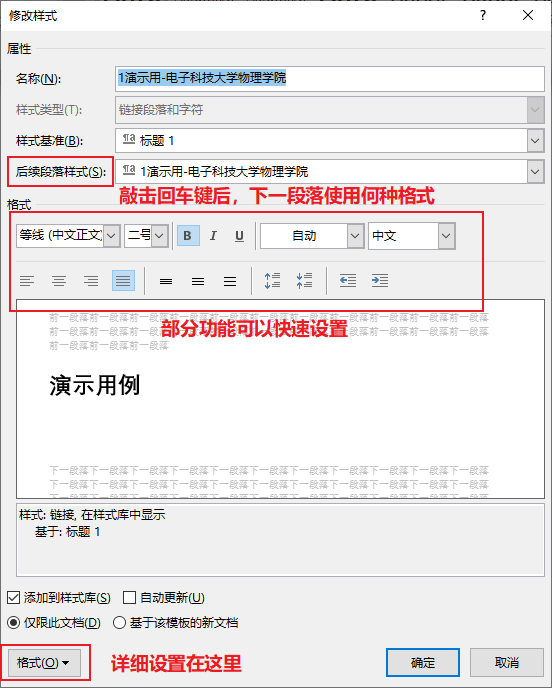 修改样式
?
属性
名称(N): 1演示用-电子科技大学物理学院
样式类型(T): 链接段落和字符
样式基准(B): 标题 1
后续段落样式(S): 1演示用-电子科技大学物理学院
敲击回车键后，下一段落使用何种格式
格式
等线 (中文正文) 二号 B I U 自动 中文
前一段落前一段落前一段落前一段落前一段落前一段落前一段落前一段落前一段落前一段落前一段落
前一段落前一段落前一段落前一段落前一段落前一段落前一段落前一段落前一段落前一段落前一段落
前一段落前一段落前一段落
部分功能可以快速设置
演示用例
下一段落下一段落下一段落下一段落下一段落下一段落下一段落下一段落下一段落下一段落下一段落
下一段落下一段落下一段落下一段落下一段落下一段落下一段落下一段落下一段落下一段落下一段落
下一段落下一段落下一段落下一段落下一段落下一段落下一段落下一段落下一段落下一段落下一段落
样式: 链接, 在样式库中显示
基于: 标题 1
添加到样式库(S) 自动更新(U)
仅限此文档(D) 基于该模板的新文档
格式(O) 详细设置在这里 确定 取消